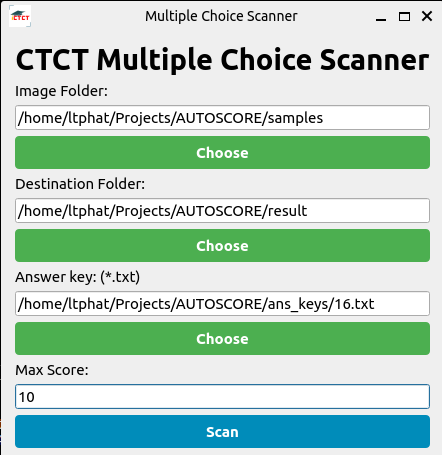 CTCT
Multiple Choice Scanner
CTCT Multiple Choice Scanner
Image Folder:
/home/ltphat/Projects/AUTOSCORE/samples
Choose
Destination Folder:
/home/ltphat/Projects/AUTOSCORE/result
Choose
Answer key: (*.txt)
/home/ltphat/Projects/AUTOSCORE/ans_keys/16.txt
Choose
Max Score:
10
Scan